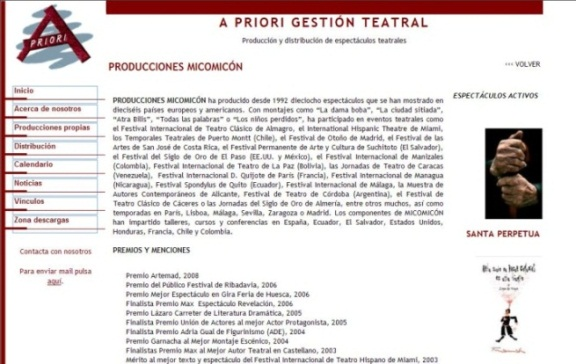 PRIORI
A PRIORI GESTIÓN TEATRAL
Producción y distribución de espectáculos teatrales
PRODUCCIONES MICOMICÓN
<<< VOLVER
Inicio
Acerca de nosotros
Producciones propias
Distribución
Calendario
Noticias
Vínculos
Zona descargas
Contacta con nosotros
Para enviar mail pulsa
aquí.
PRODUCCIONES MICOMICÓN ha producido desde 1992 dieciocho espectáculos que se han mostrado en
dieciséis países europeos y americanos. Con montajes como “La dama boba”, “La ciudad sitiada”,
“Atra Bilis”, “Todas las palabras” o “Los niños perdidos”, ha participado en eventos teatrales como
el Festival Internacional de Teatro Clásico de Almagro, el International Hispanic Theatre de Miami,
los Temporales Teatrales de Puerto Montt (Chile), el Festival de Otoño de Madrid, el Festival de las
Artes de San José de Costa Rica, el Festival Permanente de Arte y Cultura de Suchitoto (El Salvador),
el Festival del Siglo de Oro de El Paso (EE.UU. y México), el Festival Internacional de Manizales
(Colombia), Festival Internacional de Teatro de La Paz (Bolivia), las Jornadas de Teatro de Caracas
(Venezuela), Festival Internacional D. Quijote de París (Francia), Festival Internacional de Managua
(Nicaragua), Festival Spondylus de Quito (Ecuador), Festival Internacional de Málaga, la Muestra de
Autores Contemporáneos de Alicante, Festival de Teatro de Córdoba (Argentina), el Festival de
Teatro Clásico de Cáceres o las Jornadas del Siglo de Oro de Almería, entre otros muchos, así como
temporadas en París, Lisboa, Málaga, Sevilla, Zaragoza o Madrid. Los componentes de MICOMICÓN
han impartido talleres, cursos y conferencias en España, Ecuador, El Salvador, Estados Unidos,
Honduras, Francia, Chile y Colombia.
PREMIOS Y MENCIONES
Premio Artemad, 2008
Premio del Público Festival de Ribadavia, 2006
Premio Mejor Espectáculo en Gira Feria de Huesca, 2006
Finalista Premio Max Espectáculo Revelación, 2006
Premio Lázaro Carreter de Literatura Dramática, 2005
Finalista Premio Unión de Actores al mejor Actor Protagonista, 2005
Finalista Premio Adria Gual de Figurinismo (ADE), 2004
Premio Garnacha al Mejor Montaje Escénico, 2004
Finalistas Premio Max al Mejor Autor Teatral en Castellano, 2003
Mérito al mejor texto y espectáculo del Festival Internacional de Teatro Hispano de Miami, 2003
ESPECTÁCULOS ACTIVOS
SANTA PERPETUA